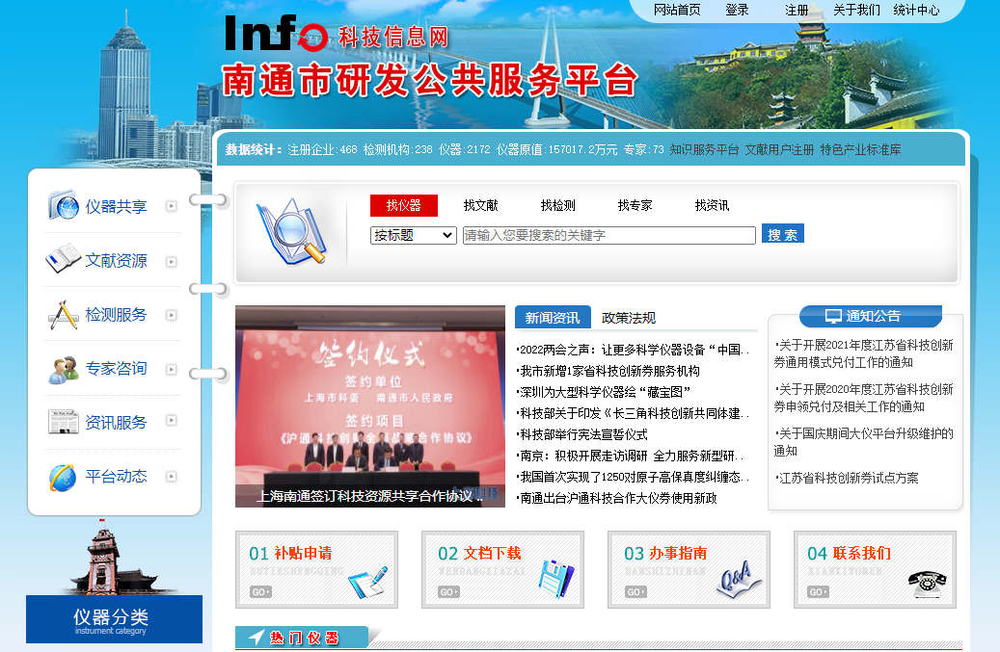 网站首页 登录 注册 关于我们 统计中心
Info 科技信息网
南通市研发公共服务平台
数据统计：注册企业:468 检测机构:238 仪器:2172 仪器原值:157017.2万元 专家:73 知识服务平台 文献用户注册 特色产业标准库
仪器共享
文献资源
检测服务
专家咨询
资讯服务
平台动态
仪器分类
instrument category
找仪器 找文献 找检测 找专家 找资讯
按标题 请输入您要搜索的关键字 搜 索
签约仪式
签约单位
上海市科委 南通市人民政府
签约项目
《沪通科技创新全面战略合作协议》
上海南通签订科技资源共享合作协议 ..
新闻资讯 政策法规
·2022两会之声：让更多科学仪器设备“中国..
·我市新增1家省科技创新券服务机构
·深圳为大型科学仪器绘“藏宝图”
·科技部关于印发《长三角科技创新共同体建..
·科技部举行宪法宣誓仪式
·南京：积极开展走访调研 全力服务新型研..
·我国首次实现了1250对原子高保真度纠缠态..
·南通出台沪通科技合作大仪券使用新政
通知公告
·关于开展2021年度江苏省科技创新
券通用模式兑付工作的通知
·关于开展2020年度江苏省科技创新
券申领兑付及相关工作的通知
·关于国庆期间大仪平台升级维护的
通知
·江苏省科技创新券试点方案
01 补贴申请
BUTIESHENGQING
GO
02 文档下载
WENDANGXIAZAI
GO
03 办事指南
BANSHIZHINAN
GO
Q&A
04 联系我们
LIANXIWOMEN
GO
热门仪器